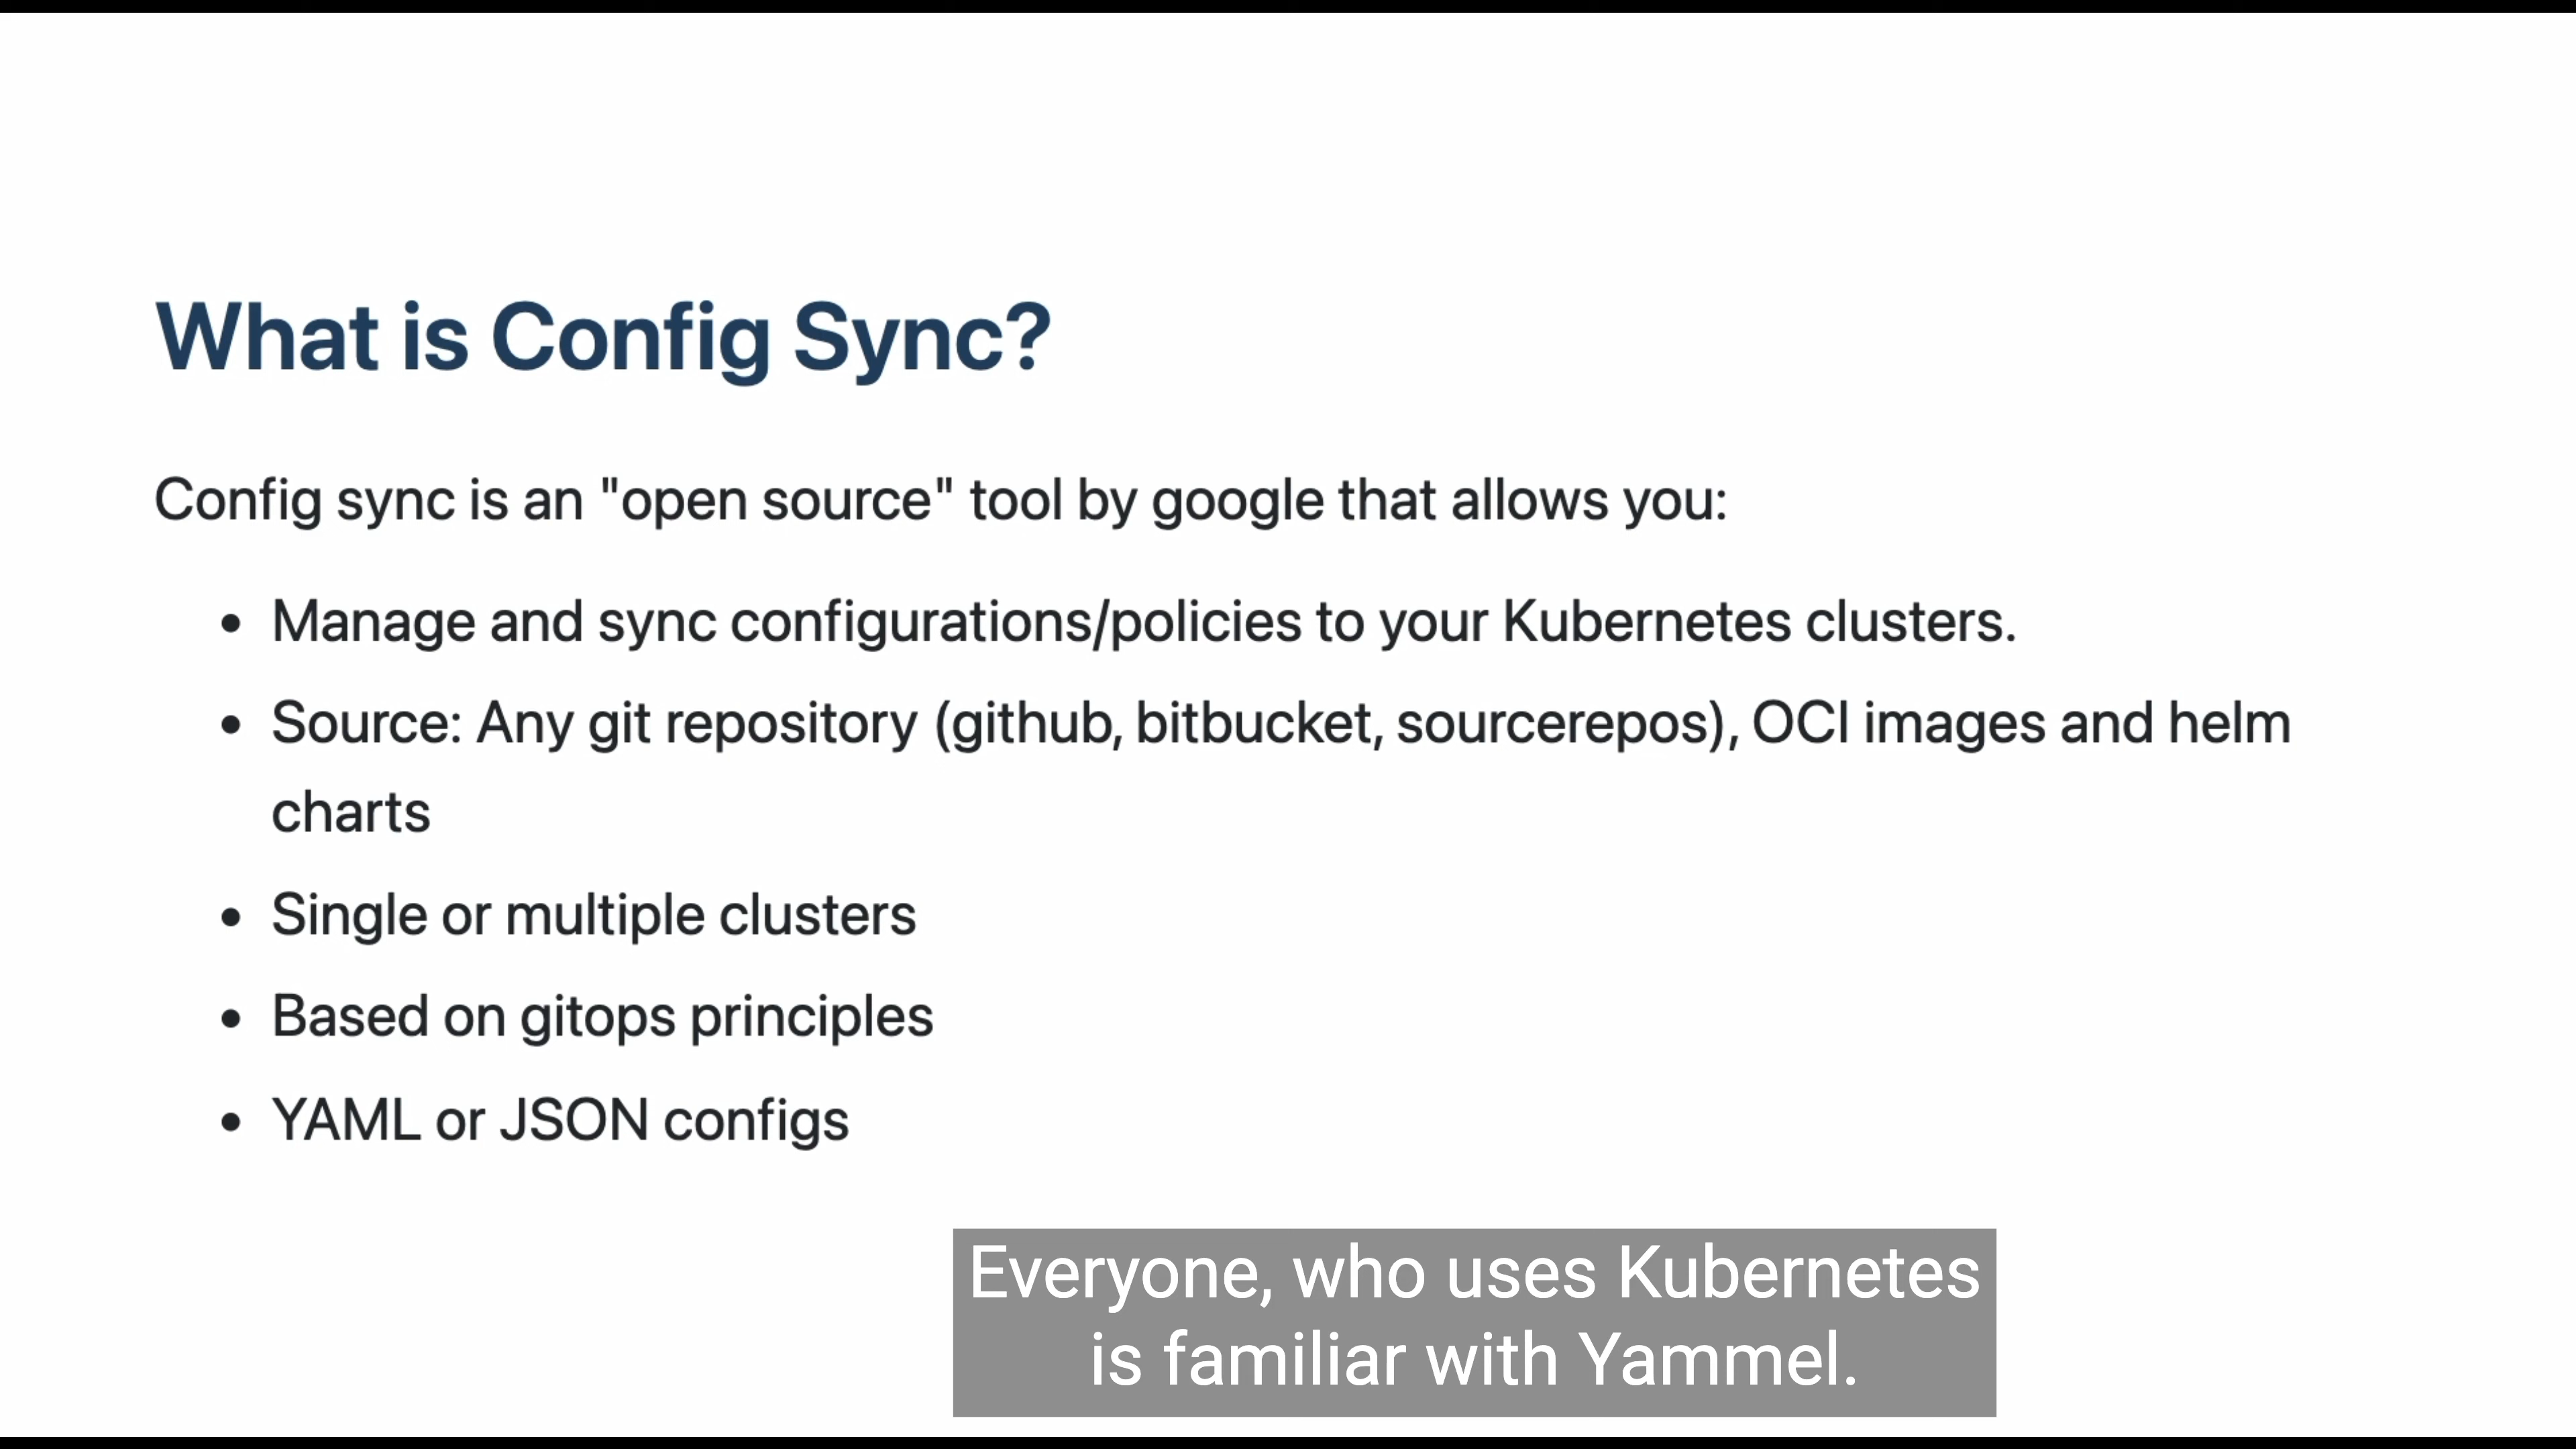 What is Config Sync?
Config sync is an "open source" tool by google that allows you:
• Manage and sync configurations/policies to your Kubernetes clusters.
• Source: Any git repository (github, bitbucket, sourcerepos), OCI images and helm
charts
• Single or multiple clusters
• Based on gitops principles
• YAML or JSON configs
Everyone, who uses Kubernetes
is familiar with Yammel.